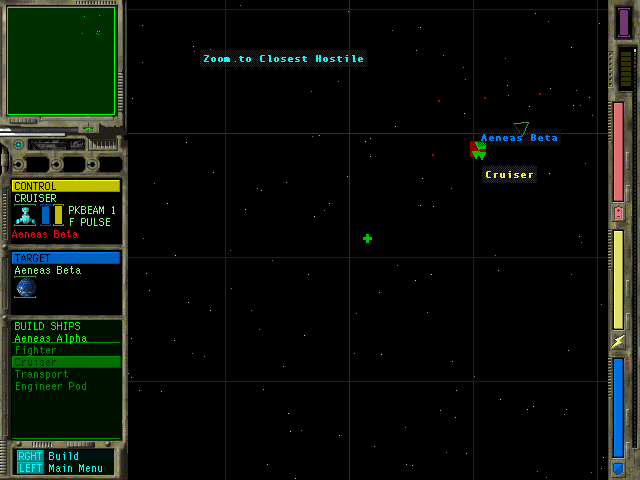 Zoom to Closest Hostile
Aeneas Beta
Cruiser
CONTROL
CRUISER
PKBEAM 1
F PULSE
Aeneas Beta
TARGET
Aeneas Beta
BUILD SHIPS
Aeneas Alpha
Fighter
Cruiser
Transport
Engineer Pod
RGHT Build
LEFT Main Menu